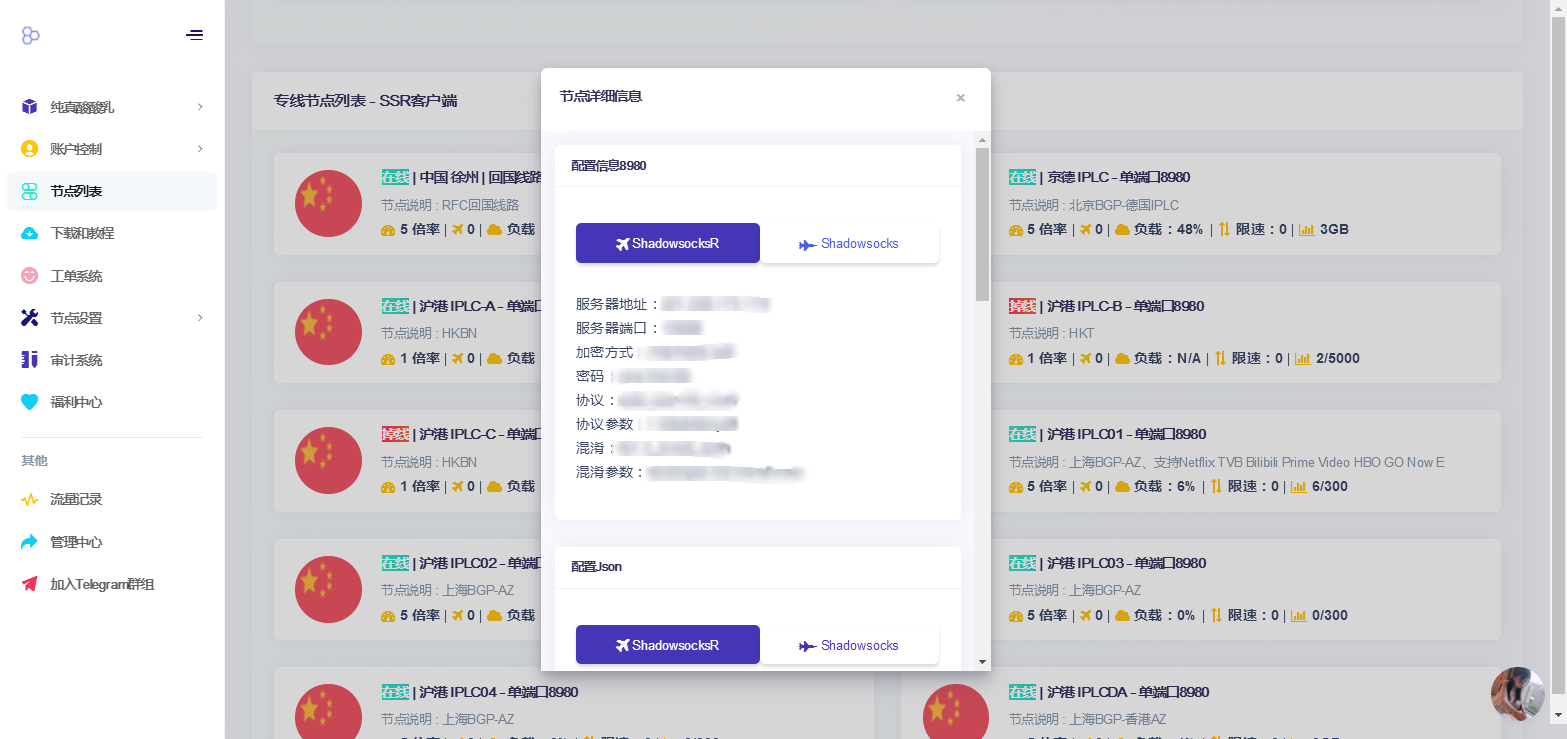 纯真酸酸乳
账户控制
节点列表
下载和教程
工单系统
节点设置
审计系统
福利中心
其他
流量记录
管理中心
加入Telegram群组
专线节点列表 - SSR客户端
在线 | 中国 徐州 | 回国线路
节点说明 : RFC回国线路
5 倍率 | 0 | 负载
在线 | 京德 IPLC - 单端口8980
节点说明 : 北京BGP-德国IPLC
5 倍率 | 0 | 负载：48% | 限速：0 | 3GB
在线 | 沪港 IPLC-A - 单端口
节点说明 : HKBN
1 倍率 | 0 | 负载
掉线 | 沪港 IPLC-B - 单端口8980
节点说明 : HKT
1 倍率 | 0 | 负载：N/A | 限速：0 | 2/5000
掉线 | 沪港 IPLC-C - 单端口
节点说明 : HKBN
1 倍率 | 0 | 负载
在线 | 沪港 IPLC01 - 单端口8980
节点说明 : 上海BGP-AZ、支持Netflix TVB Bilibili Prime Video HBO GO Now E
5 倍率 | 0 | 负载：6% | 限速：0 | 6/300
在线 | 沪港 IPLC02 - 单端口
节点说明 : 上海BGP-AZ
5 倍率 | 0 | 负载
在线 | 沪港 IPLC03 - 单端口8980
节点说明 : 上海BGP-AZ
5 倍率 | 0 | 负载：0% | 限速：0 | 0/300
在线 | 沪港 IPLC04 - 单端口8980
节点说明 : 上海BGP-AZ
在线 | 沪港 IPLCDA - 单端口8980
节点说明 : 上海BGP-香港AZ
节点详细信息
×
配置信息8980
ShadowsocksR
Shadowsocks
服务器地址：
服务器端口：
加密方式：
密码：
协议：
协议参数：
混淆：
混淆参数：
配置Json
ShadowsocksR
Shadowsocks